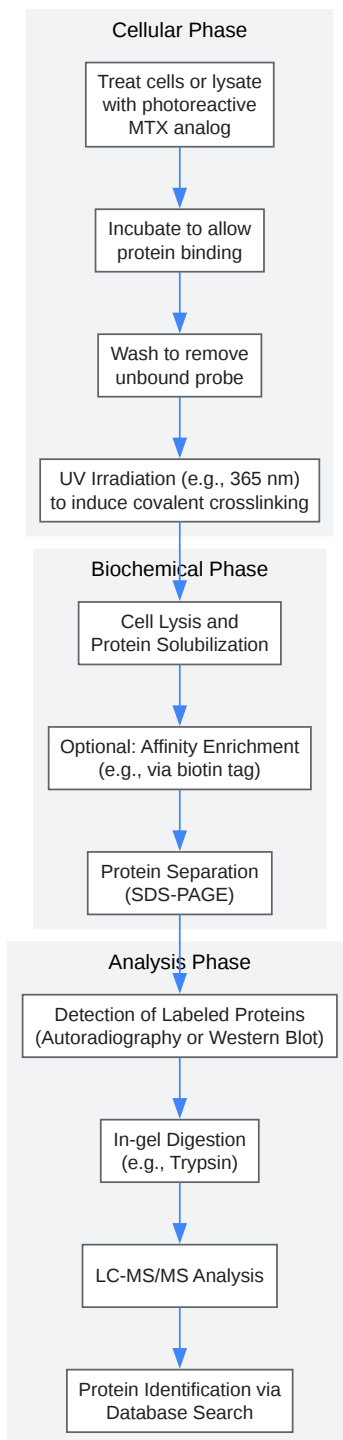 Cellular Phase
Treat cells or lysate
with photoreactive
MTX analog
Incubate to allow
protein binding
Wash to remove
unbound probe
UV Irradiation (e.g., 365 nm)
to induce covalent crosslinking
Biochemical Phase
Cell Lysis and
Protein Solubilization
Optional: Affinity Enrichment
(e.g., via biotin tag)
Protein Separation
(SDS-PAGE)
Analysis Phase
Detection of Labeled Proteins
(Autoradiography or Western Blot)
In-gel Digestion
(e.g., Trypsin)
LC-MS/MS Analysis
Protein Identification via
Database Search